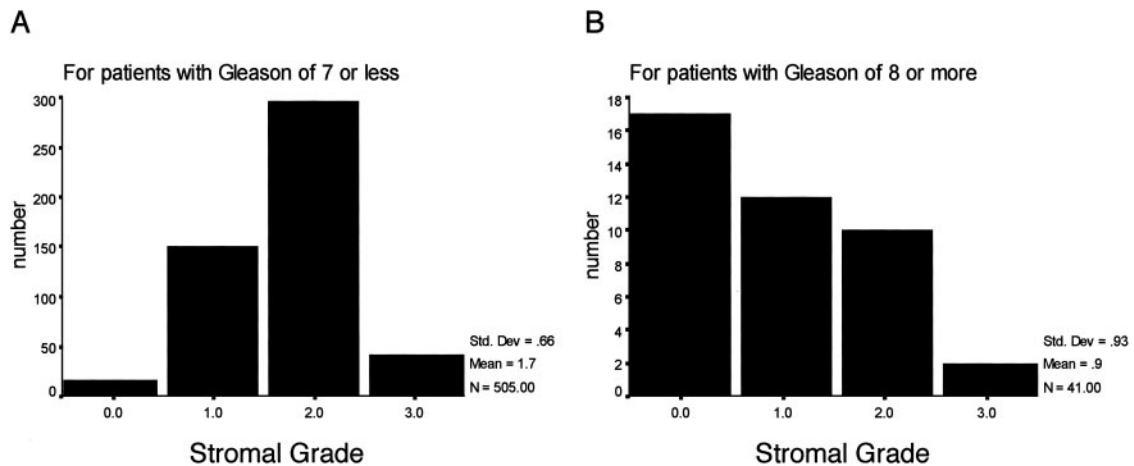 A
For patients with Gleason of 7 or less
300
250
200
150
100
50
0
number
0.0 1.0 2.0 3.0
Stromal Grade
Std. Dev = .66
Mean = 1.7
N = 505.00
B
For patients with Gleason of 8 or more
18
16
14
12
10
8
6
4
2
0
number
0.0 1.0 2.0 3.0
Stromal Grade
Std. Dev = .93
Mean = .9
N = 41.00